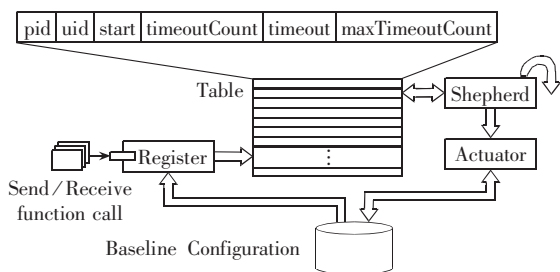 pid uid start timeoutCount timeout maxTimeoutCount
Table
Shepherd
Register
⋮
Actuator
Send/Receive
function call
Baseline Configuration